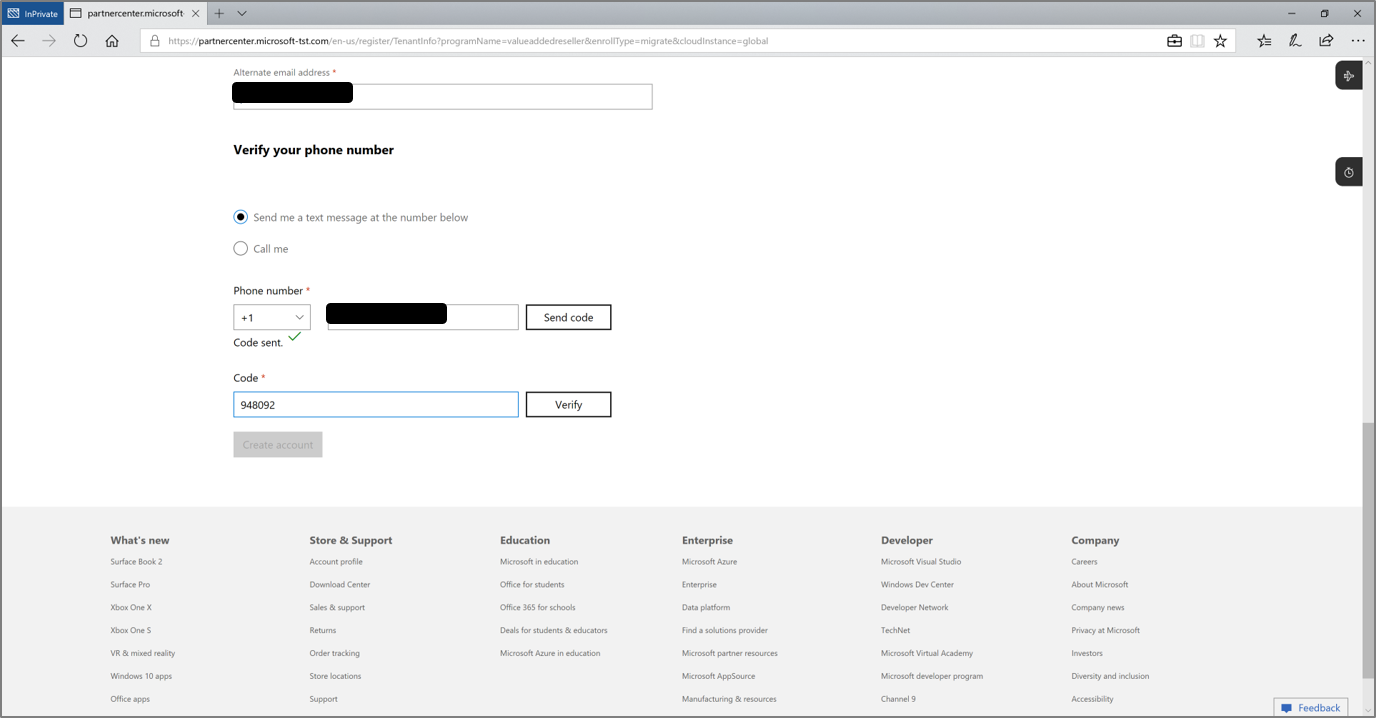 InPrivate
partnercenter.microsoft-
https://partnercenter.microsoft-tst.com/en-us/register/TenantInfo?programName=valueaddedreseller&enrollType=migrate&cloudInstance=global
Alternate email address *
Verify your phone number
Send me a text message at the number below
Call me
Phone number *
+1
Send code
Code sent.
Code *
948092
Verify
Create account
What's new
Surface Book 2
Surface Pro
Xbox One X
Xbox One S
VR & mixed reality
Windows 10 apps
Office apps
Store & Support
Account profile
Download Center
Sales & support
Returns
Order tracking
Store locations
Support
Education
Microsoft in education
Office for students
Office 365 for schools
Deals for students & educators
Microsoft Azure in education
Enterprise
Microsoft Azure
Enterprise
Data platform
Find a solutions provider
Microsoft partner resources
Microsoft AppSource
Manufacturing & resources
Developer
Microsoft Visual Studio
Windows Dev Center
Developer Network
TechNet
Microsoft Virtual Academy
Microsoft developer program
Channel 9
Company
Careers
About Microsoft
Company news
Privacy at Microsoft
Investors
Diversity and inclusion
Accessibility
Feedback